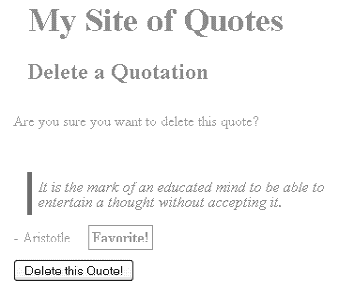 My Site of Quotes
Delete a Quotation
Are you sure you want to delete this quote?
It is the mark of an educated mind to be able to
entertain a thought without accepting it.
- Aristotle Favorite!
Delete this Quote!